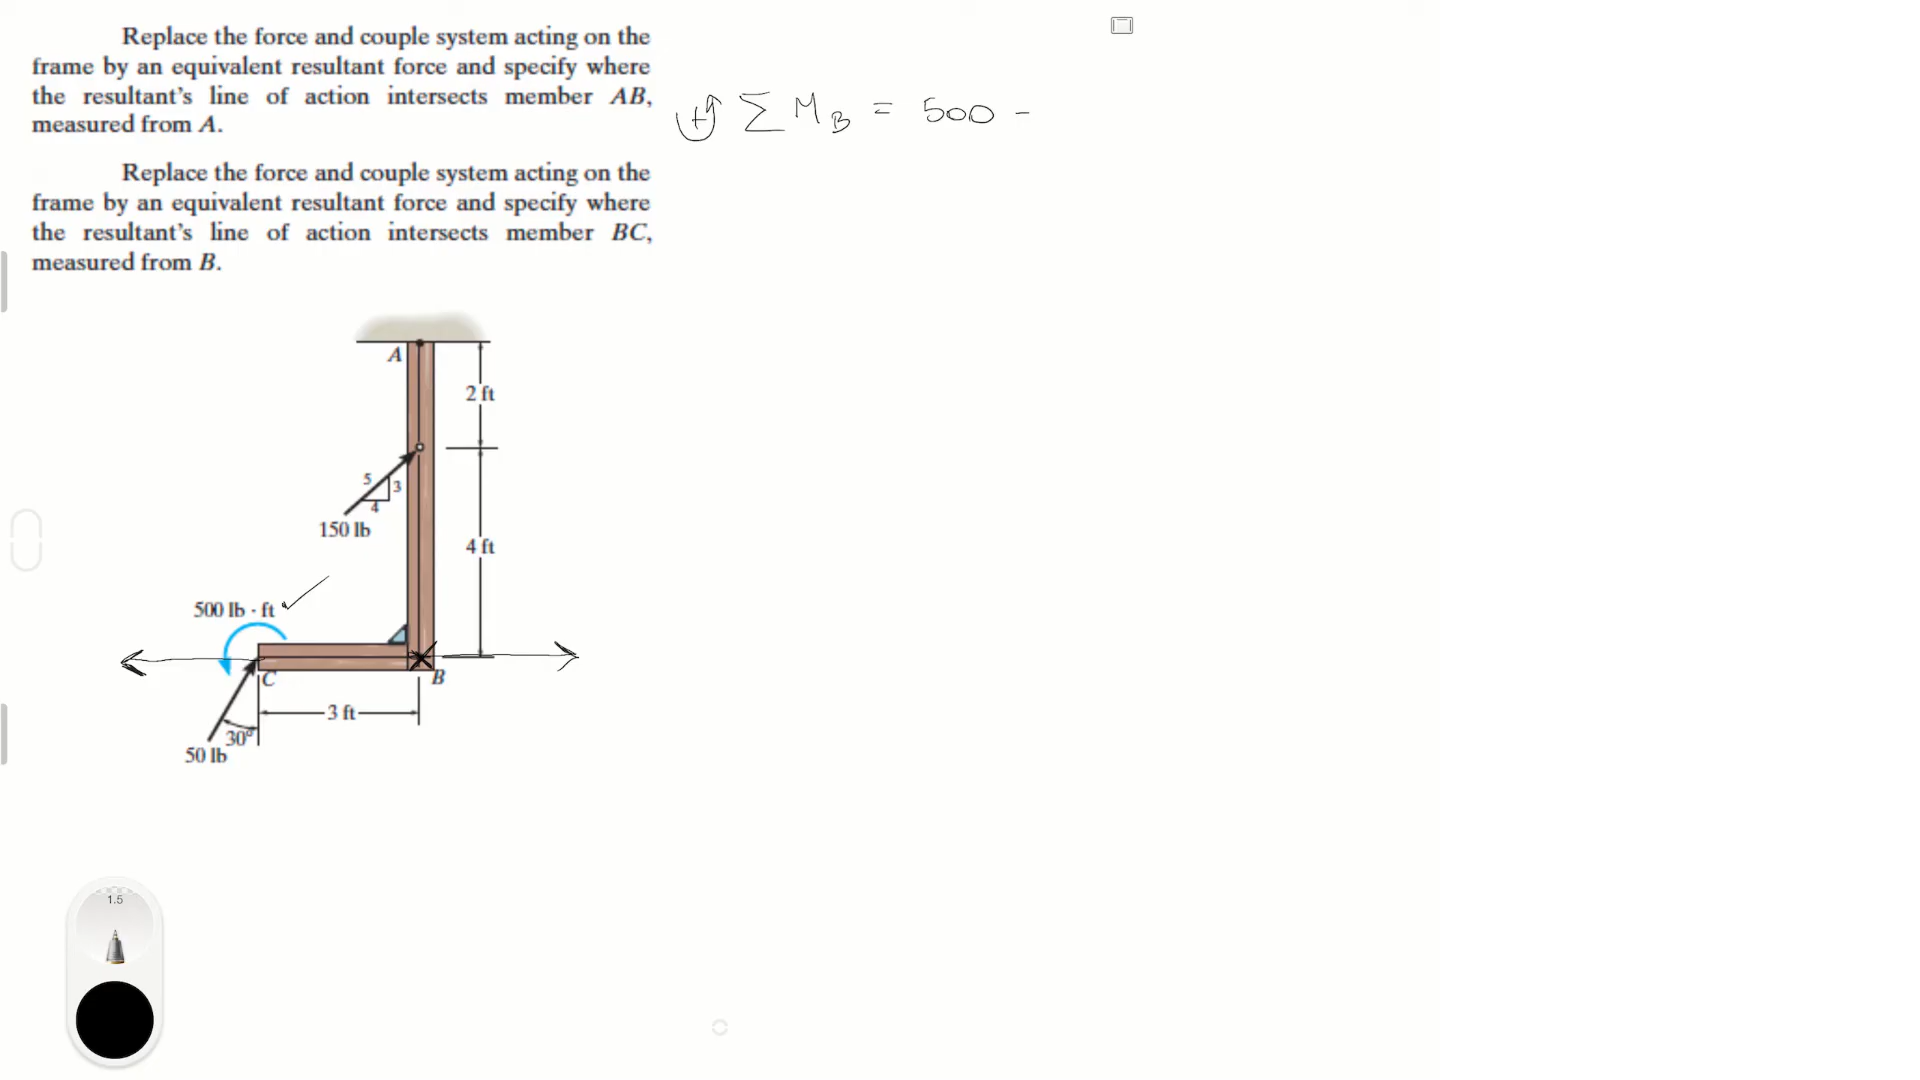 Replace the force and couple system acting on the
frame by an equivalent resultant force and specify where
the resultant's line of action intersects member AB,
measured from A.
Replace the force and couple system acting on the
frame by an equivalent resultant force and specify where
the resultant's line of action intersects member BC,
measured from B.
+ Σ M_B = 500 -
A
2 ft
5
3
4
150 lb
4 ft
500 lb · ft
C
B
3 ft
30°
50 lb
1.5